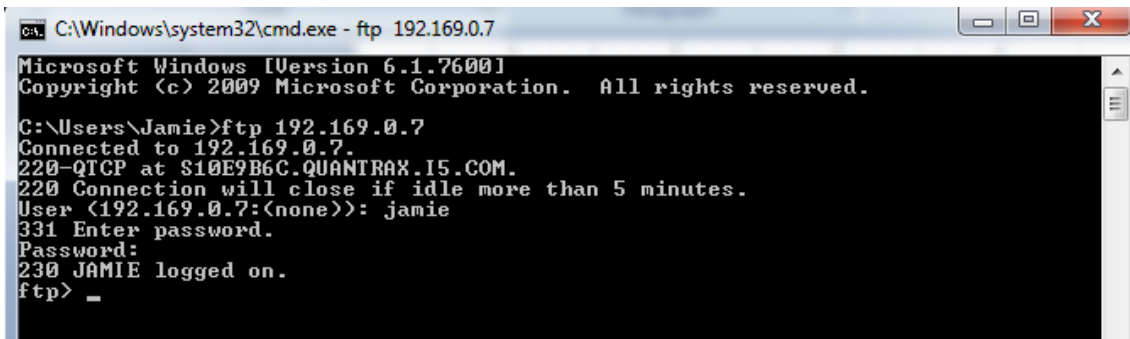 C:\Windows\system32\cmd.exe - ftp 192.169.0.7
Microsoft Windows [Version 6.1.7600]
Copyright (c) 2009 Microsoft Corporation.  All rights reserved.
C:\Users\Jamie>ftp 192.169.0.7
Connected to 192.169.0.7.
220-QTCP at S10E9B6C.QUANTRAX.I5.COM.
220 Connection will close if idle more than 5 minutes.
User (192.169.0.7:(none)): jamie
331 Enter password.
Password:
230 JAMIE logged on.
ftp> _